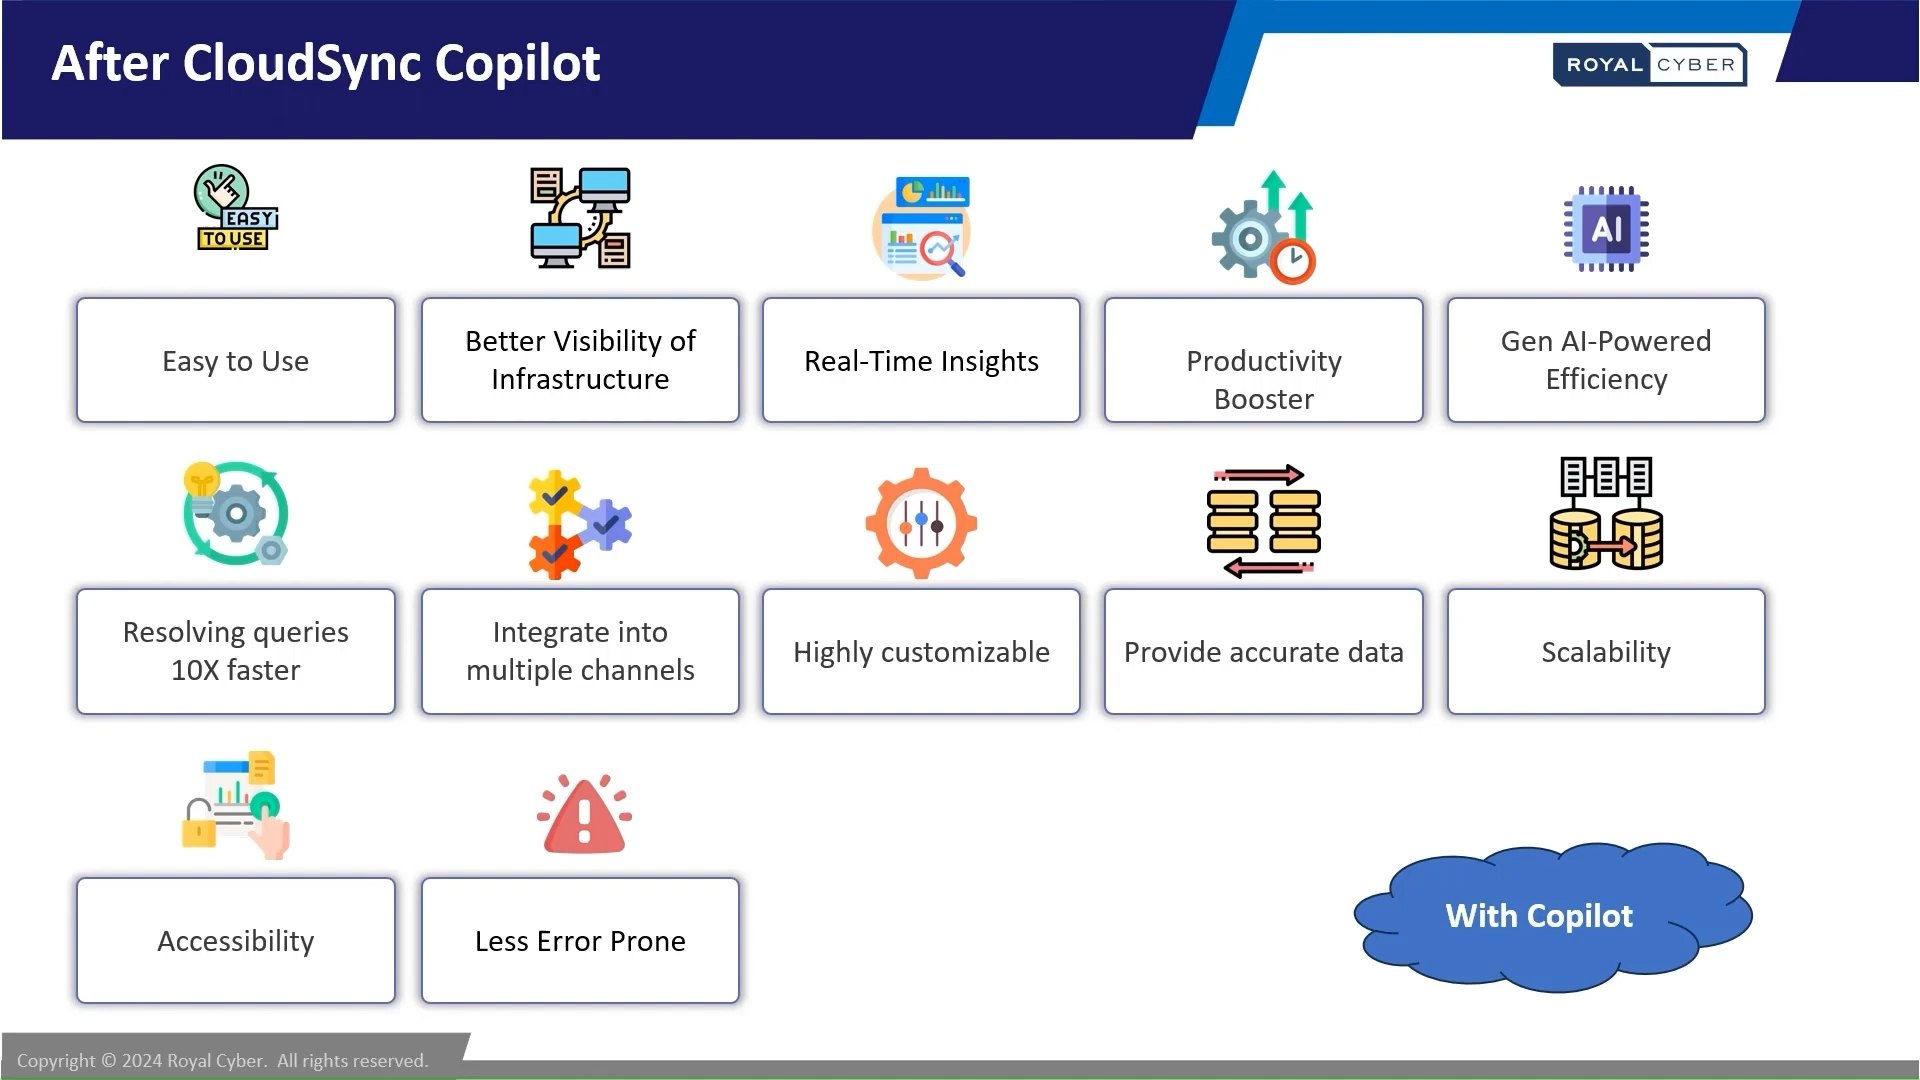 After CloudSync Copilot
ROYAL CYBER
EASY
TO USE
AI
Easy to Use
Better Visibility of
Infrastructure
Real-Time Insights
Productivity
Booster
Gen AI-Powered
Efficiency
Resolving queries
10X faster
Integrate into
multiple channels
Highly customizable
Provide accurate data
Scalability
Accessibility
Less Error Prone
With Copilot
Copyright © 2024 Royal Cyber.  All rights reserved.